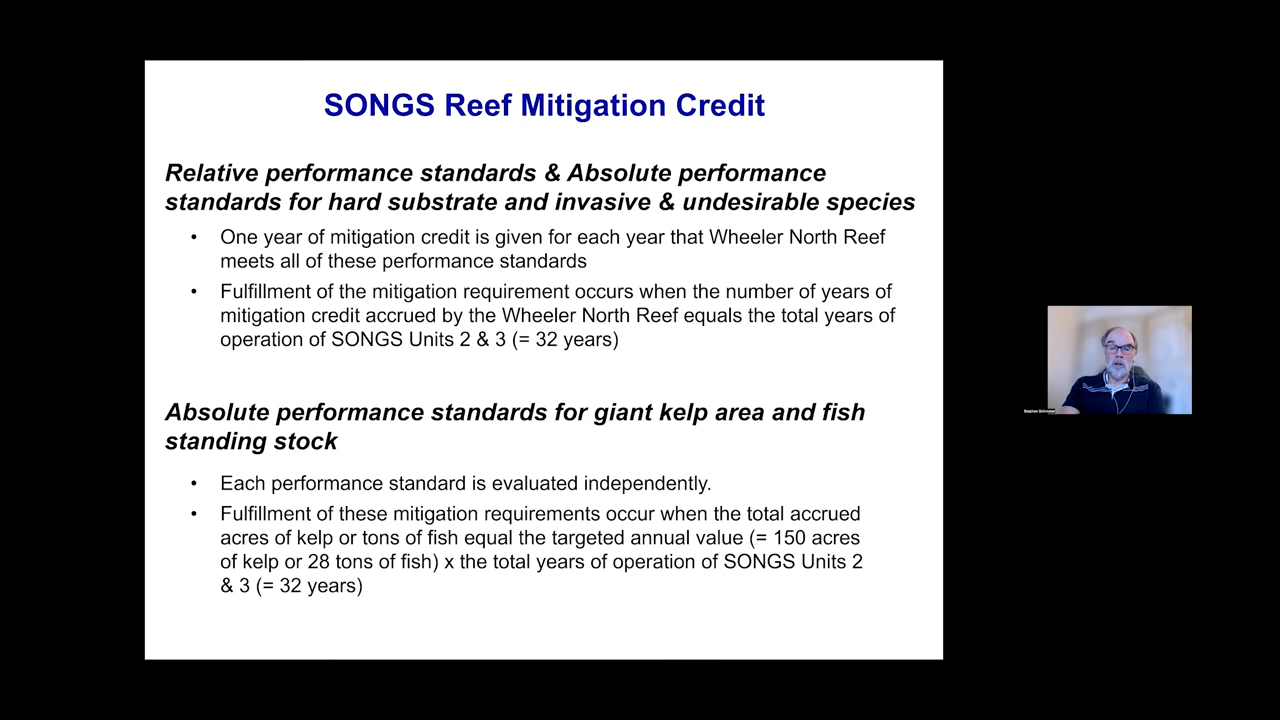 SONGS Reef Mitigation Credit
Relative performance standards & Absolute performance
standards for hard substrate and invasive & undesirable species
• One year of mitigation credit is given for each year that Wheeler North Reef
meets all of these performance standards
• Fulfillment of the mitigation requirement occurs when the number of years of
mitigation credit accrued by the Wheeler North Reef equals the total years of
operation of SONGS Units 2 & 3 (= 32 years)
Absolute performance standards for giant kelp area and fish
standing stock
• Each performance standard is evaluated independently.
• Fulfillment of these mitigation requirements occur when the total accrued
acres of kelp or tons of fish equal the targeted annual value (= 150 acres
of kelp or 28 tons of fish) x the total years of operation of SONGS Units 2
& 3 (= 32 years)
Stephen Schroeter